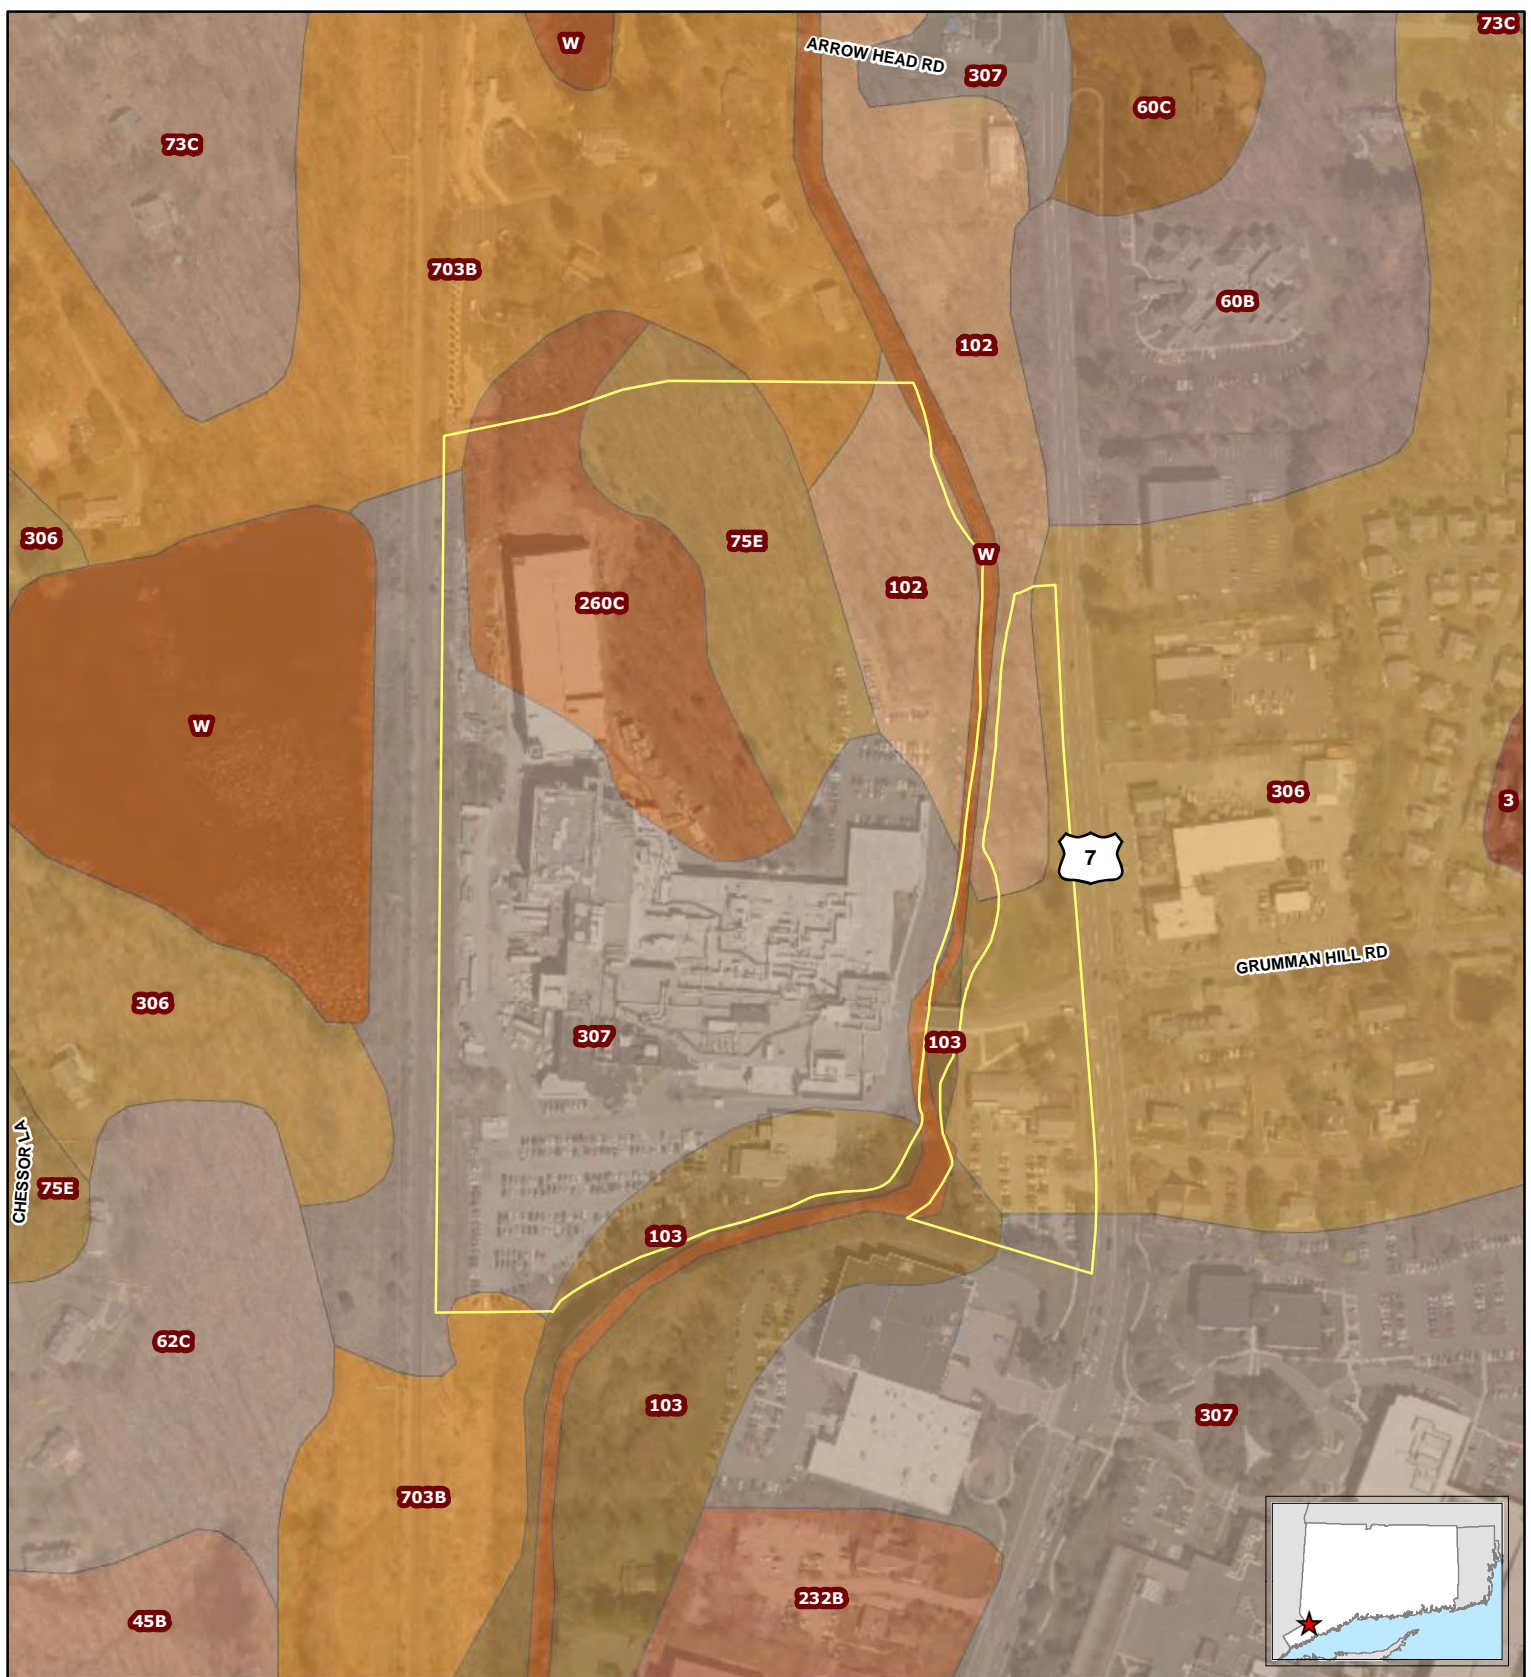 73C
W
ARROW HEAD RD
307
60C
73C
703B
60B
102
306
75E
W
102
260C
W
306
3
7
GRUMMAN HILL RD
306
307
103
CHESSOR LA
75E
103
62C
103
307
703B
232B
45B